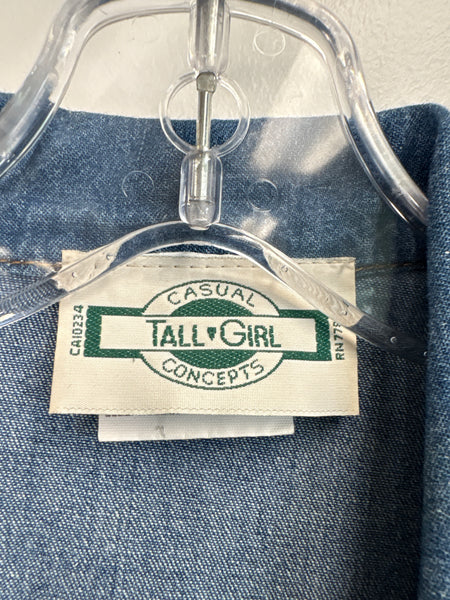 CASUAL
TALL GIRL
CONCEPTS
CA10234